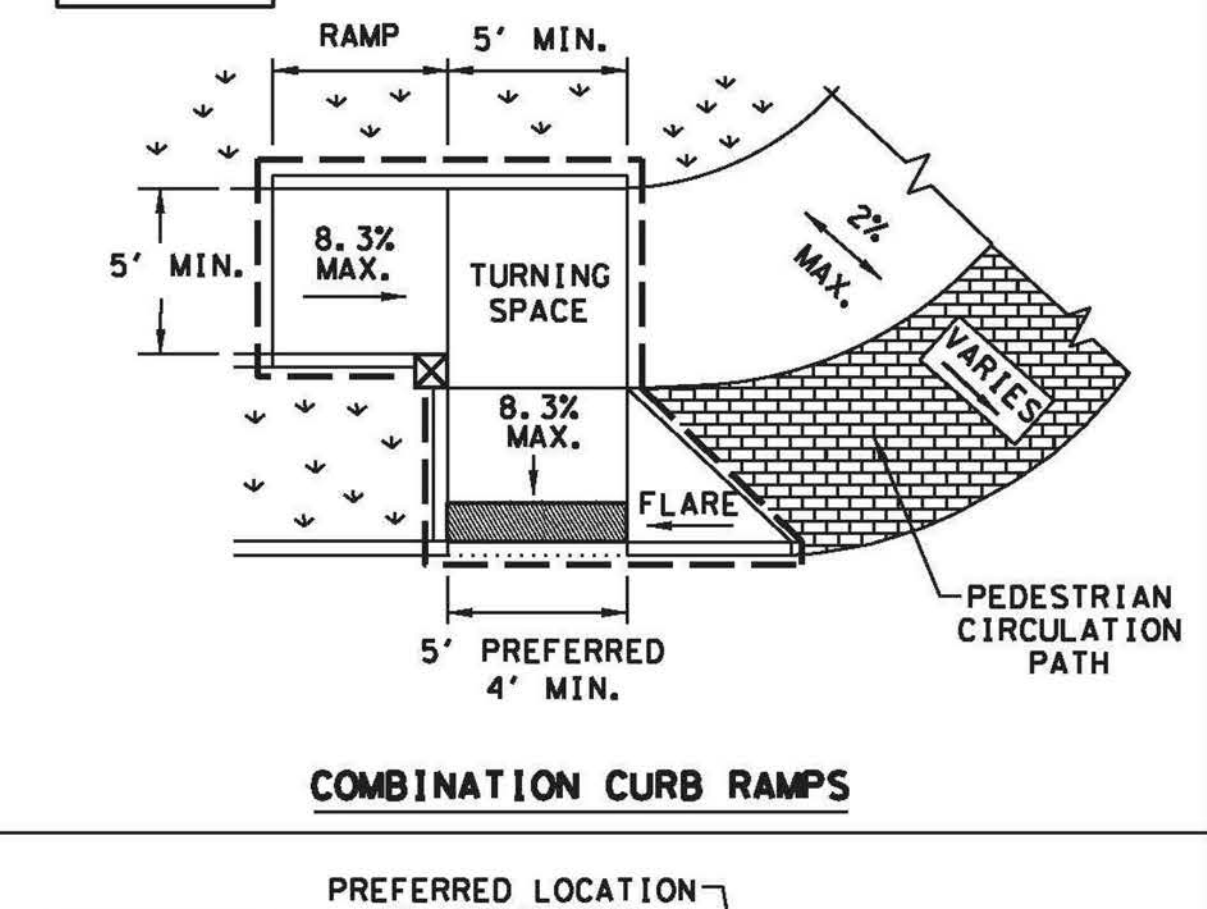 RAMP
5' MIN.
5' MIN.
8.3%
MAX.
TURNING
SPACE
2%
MAX.
VARIES
8.3%
MAX.
FLARE
PEDESTRIAN
CIRCULATION
PATH
5' PREFERRED
4' MIN.
COMBINATION CURB RAMPS
PREFERRED LOCATION